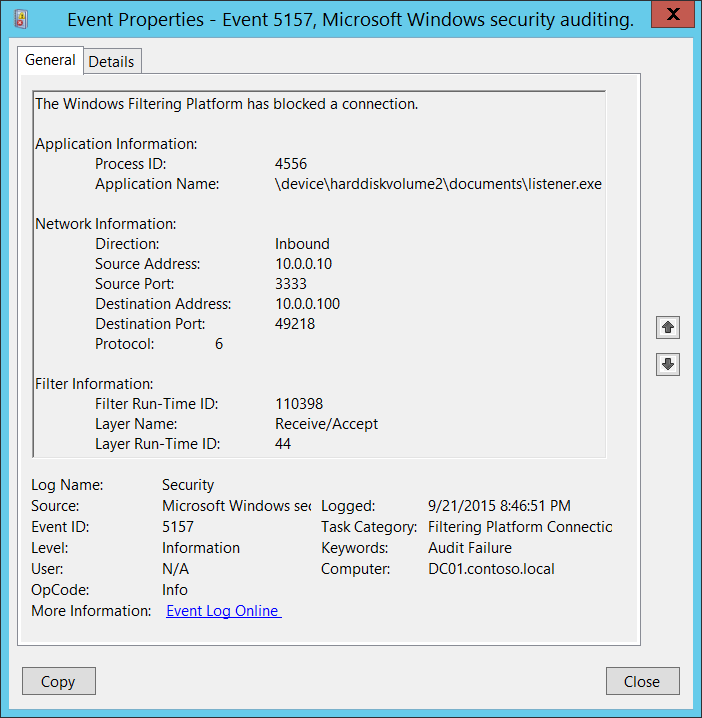 Event Properties - Event 5157, Microsoft Windows security auditing.
X
General Details
The Windows Filtering Platform has blocked a connection.
Application Information:
Process ID: 4556
Application Name: \device\harddiskvolume2\documents\listener.exe
Network Information:
Direction: Inbound
Source Address: 10.0.0.10
Source Port: 3333
Destination Address: 10.0.0.100
Destination Port: 49218
Protocol: 6
Filter Information:
Filter Run-Time ID: 110398
Layer Name: Receive/Accept
Layer Run-Time ID: 44
Log Name: Security
Source: Microsoft Windows sec Logged: 9/21/2015 8:46:51 PM
Event ID: 5157 Task Category: Filtering Platform Connectic
Level: Information Keywords: Audit Failure
User: N/A Computer: DC01.contoso.local
OpCode: Info
More Information: Event Log Online
Copy Close